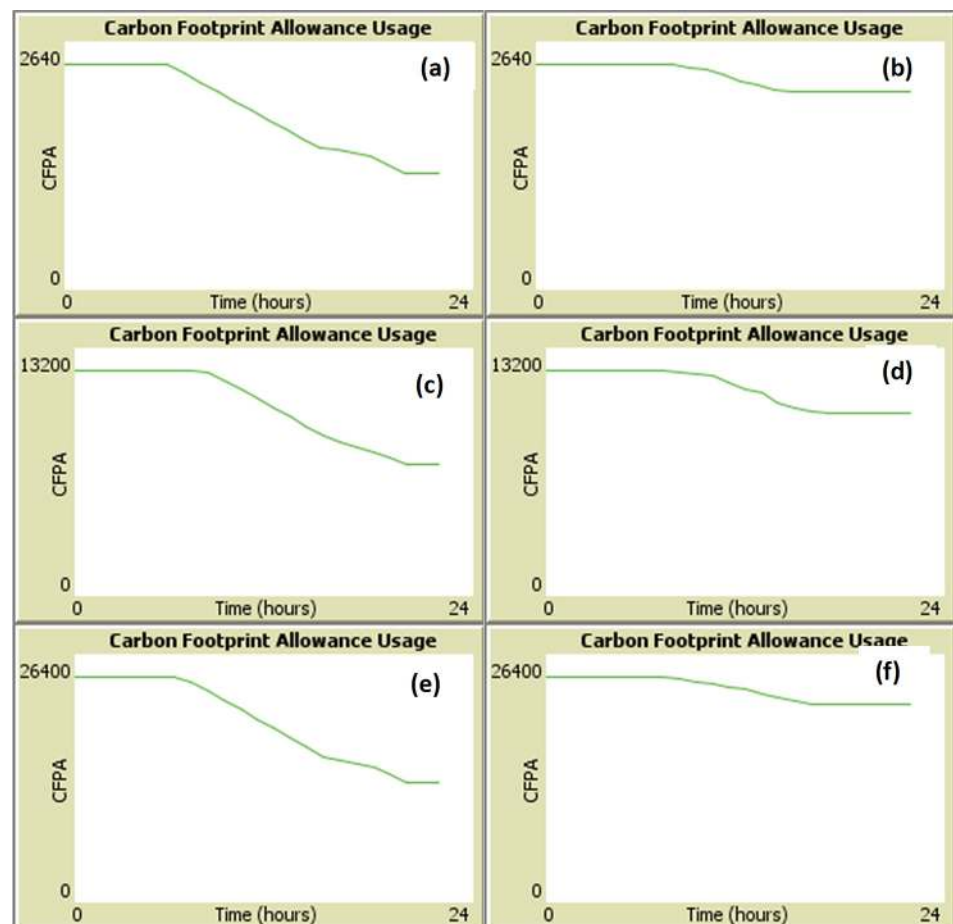 Carbon Footprint Allowance Usage
2640
(a)
CFPA
0
0 Time (hours) 24
Carbon Footprint Allowance Usage
2640
(b)
CFPA
0
0 Time (hours) 24
Carbon Footprint Allowance Usage
13200
(c)
CFPA
0
0 Time (hours) 24
Carbon Footprint Allowance Usage
13200
(d)
CFPA
0
0 Time (hours) 24
Carbon Footprint Allowance Usage
26400
(e)
CFPA
0
0 Time (hours) 24
Carbon Footprint Allowance Usage
26400
(f)
CFPA
0
0 Time (hours) 24